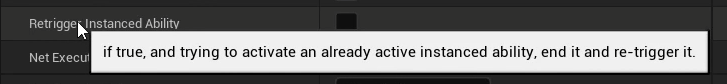 Retrigger Instanced Ability
if true, and trying to activate an already active instanced ability, end it and re-trigger it.
Net Execut